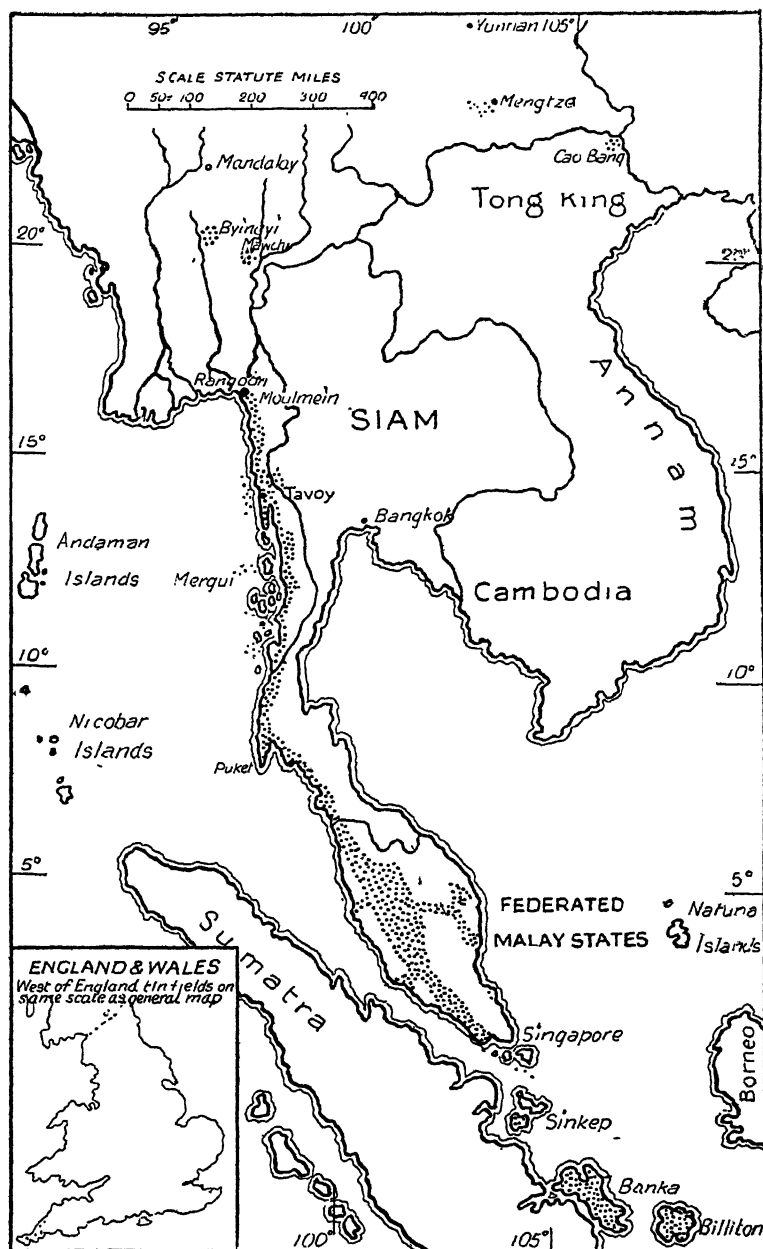 95° 100° Yunnan 105°
SCALE STATUTE MILES
0 50 100 200 300 400
Mengtze
Mandalay
Cao Bang
Tong King
Byingyi
Mawchi
20°
20°
Annam
Rangoon
Moulmein
SIAM
15°
15°
Tavoy
Bangkok
Andaman
Islands
Mergui
Cambodia
10°
10°
Nicobar
Islands
Puket
5°
5°
FEDERATED
MALAY STATES
Natuna
Islands
Sumatra
ENGLAND & WALES
West of England tin fields on
same scale as general map
Singapore
Borneo
Sinkep
Banka
Billiton
100°
105°